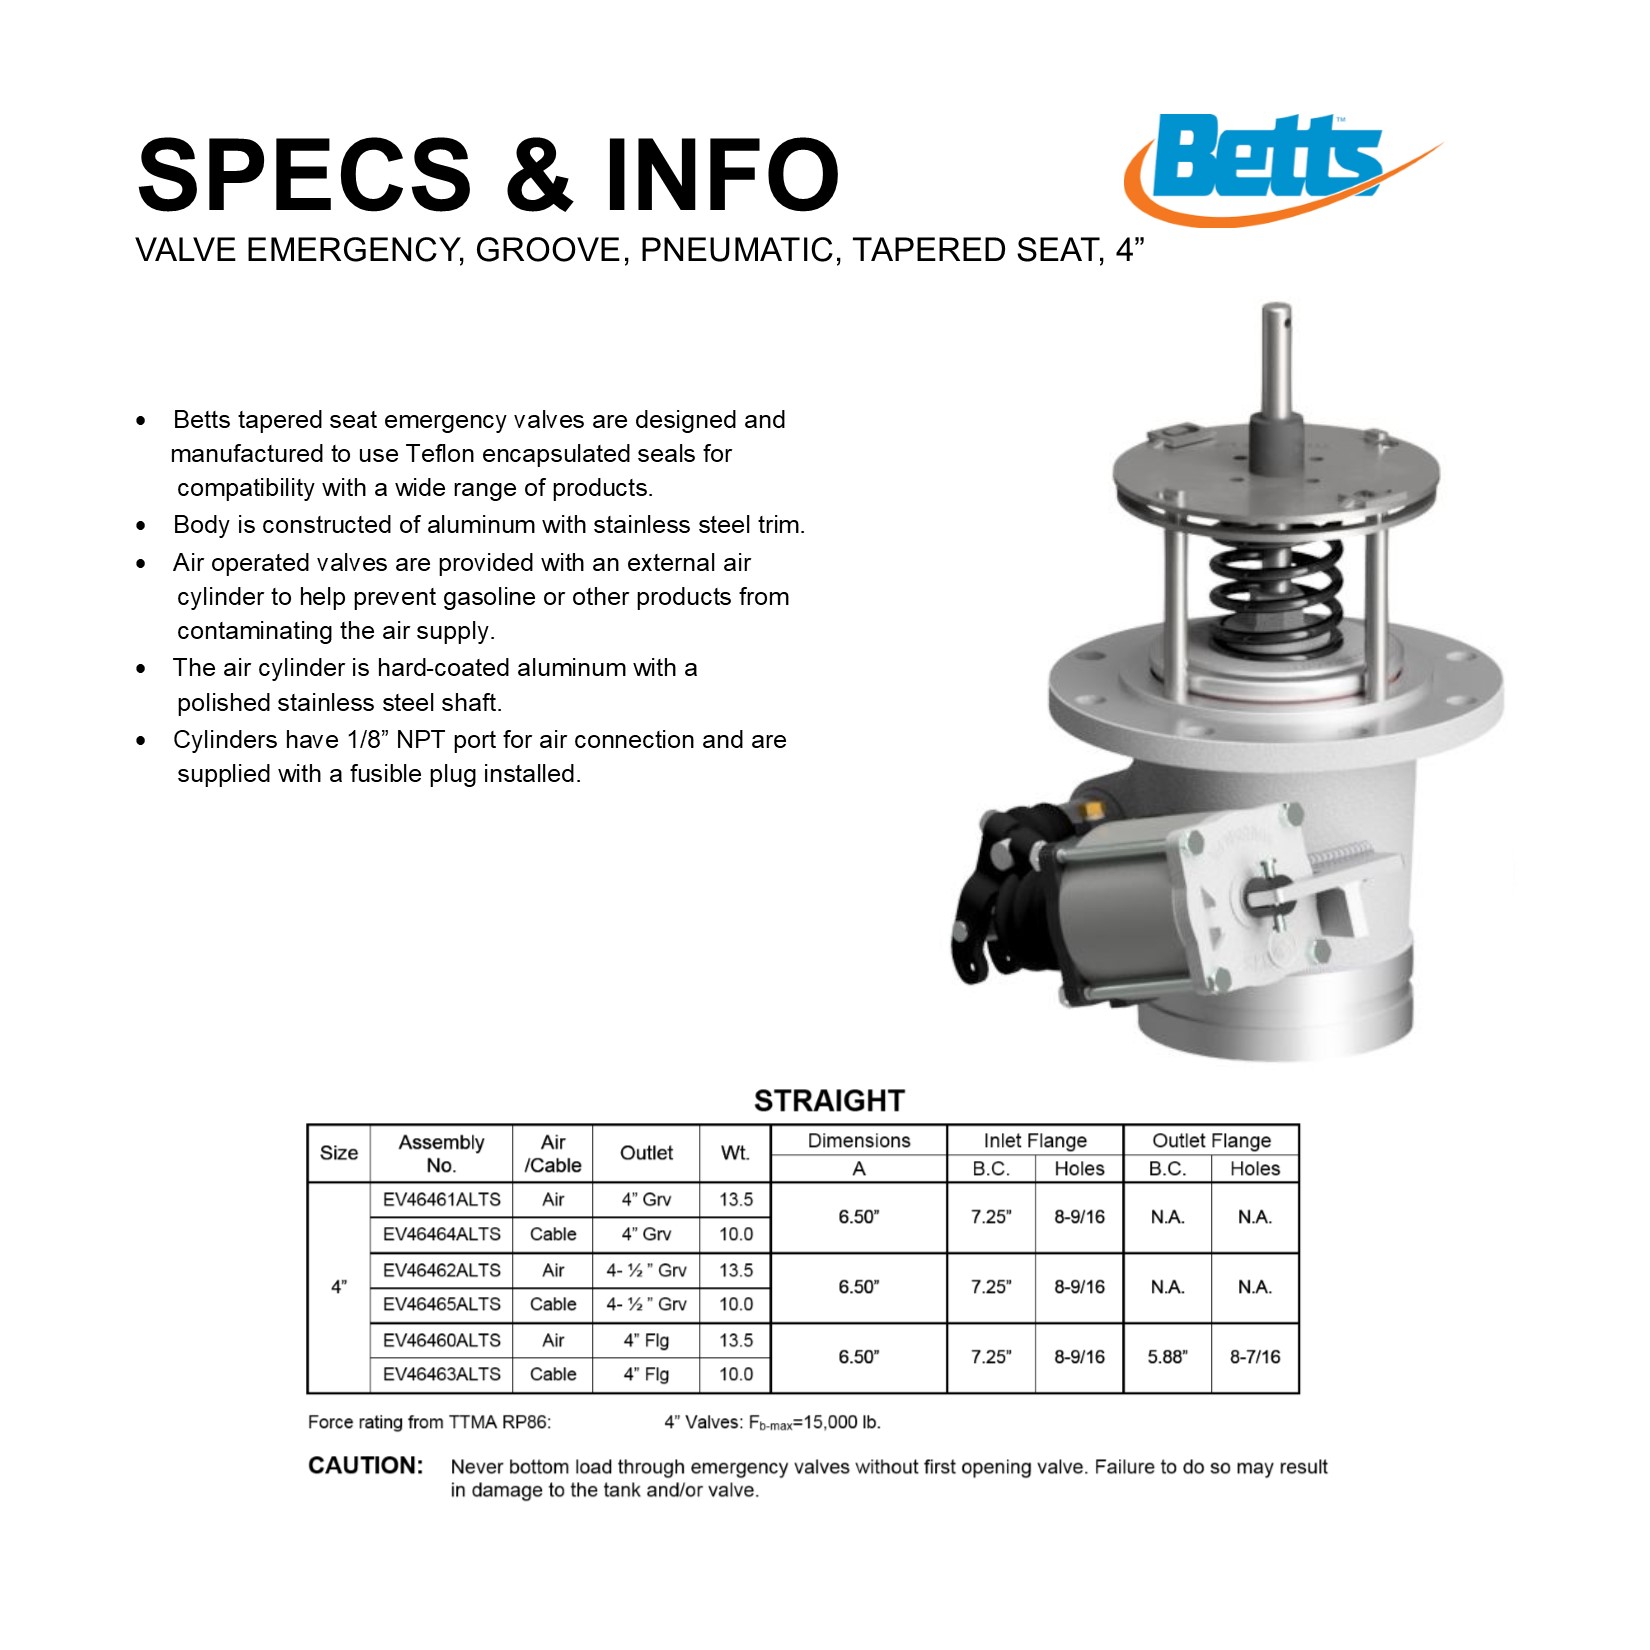 Betts™
SPECS & INFO
VALVE EMERGENCY, GROOVE, PNEUMATIC, TAPERED SEAT, 4”
• Betts tapered seat emergency valves are designed and
manufactured to use Teflon encapsulated seals for
compatibility with a wide range of products.
• Body is constructed of aluminum with stainless steel trim.
• Air operated valves are provided with an external air
cylinder to help prevent gasoline or other products from
contaminating the air supply.
• The air cylinder is hard-coated aluminum with a
polished stainless steel shaft.
• Cylinders have 1/8” NPT port for air connection and are
supplied with a fusible plug installed.
STRAIGHT
Size Assembly No. Air /Cable Outlet Wt. Dimensions Inlet Flange Outlet Flange
A B.C. Holes B.C. Holes
4”
EV46461ALTS Air 4” Grv 13.5 6.50” 7.25” 8-9/16 N.A. N.A.
EV46464ALTS Cable 4” Grv 10.0
EV46462ALTS Air 4- ½ ” Grv 13.5 6.50” 7.25” 8-9/16 N.A. N.A.
EV46465ALTS Cable 4- ½ ” Grv 10.0
EV46460ALTS Air 4” Flg 13.5 6.50” 7.25” 8-9/16 5.88” 8-7/16
EV46463ALTS Cable 4” Flg 10.0
Force rating from TTMA RP86: 4” Valves: Fb-max=15,000 lb.
CAUTION: Never bottom load through emergency valves without first opening valve. Failure to do so may result
in damage to the tank and/or valve.